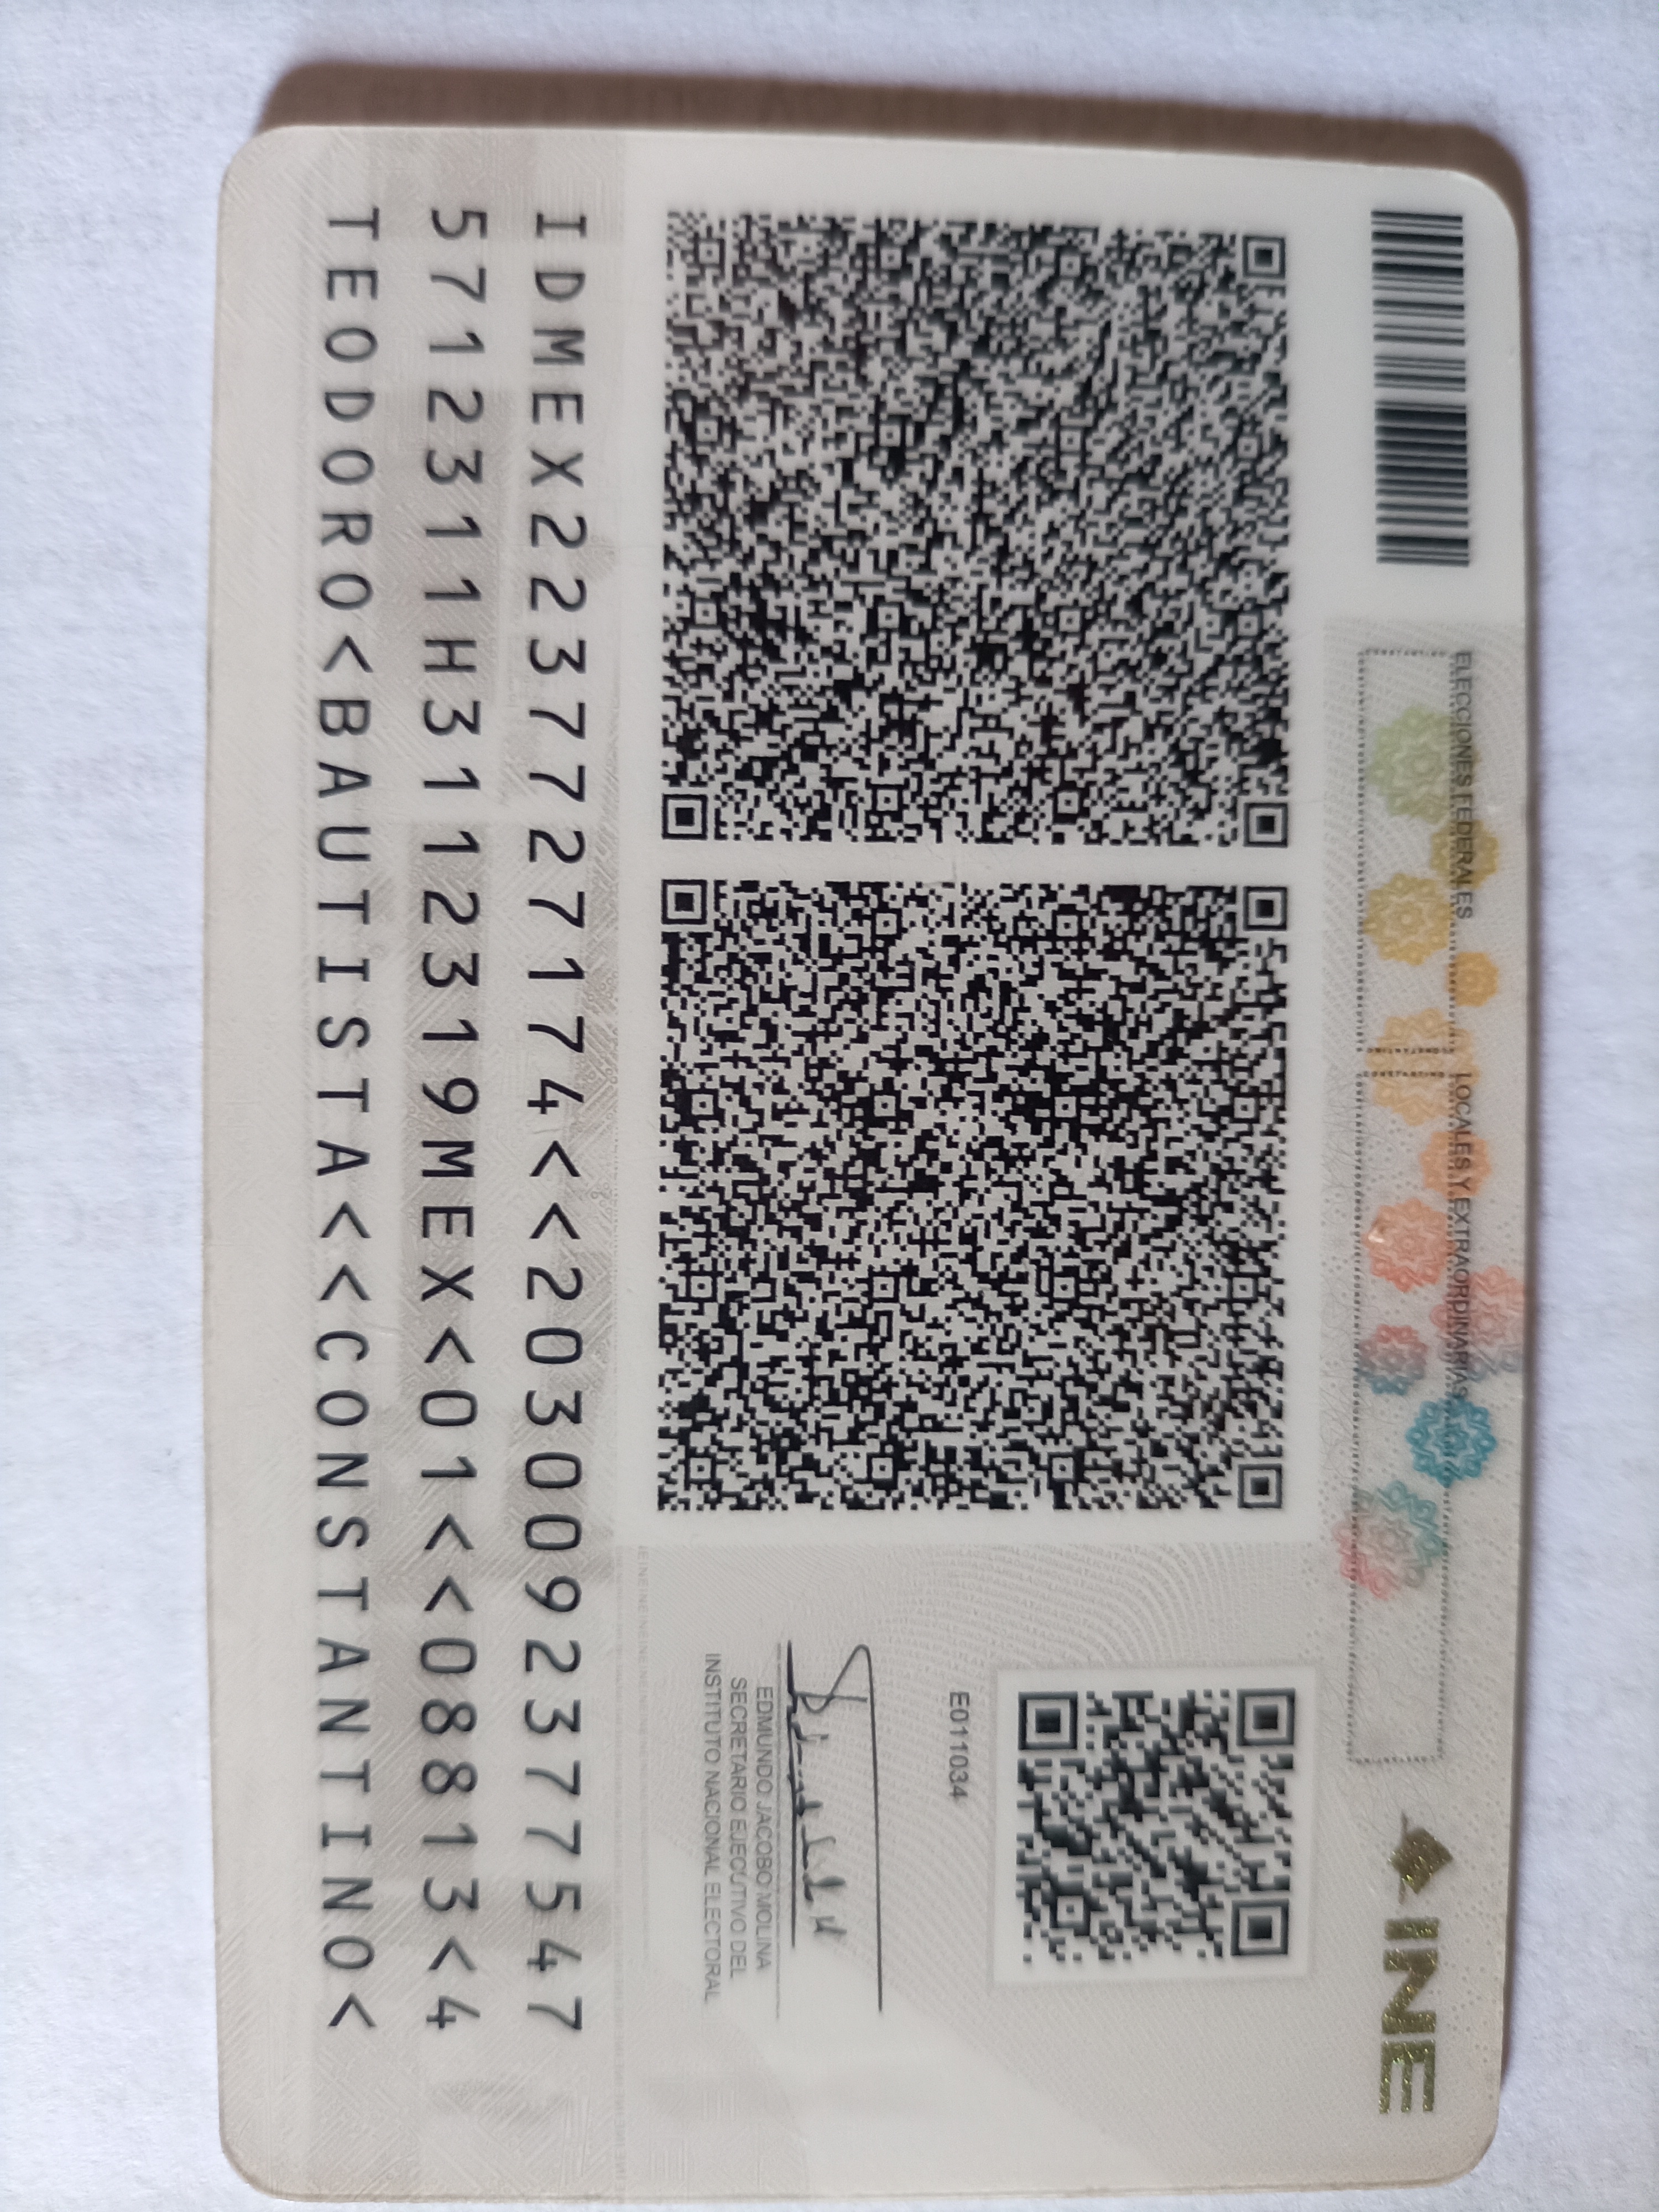 ELECCIONES FEDERALES
LOCALES Y EXTRAORDINARIAS
INE
E011034
EDMUNDO JACOBO MOLINA
SECRETARIO EJECUTIVO DEL
INSTITUTO NACIONAL ELECTORAL
IDMEX2237727174<<2030092377547
5712311H3112319MEX<01<<08813<4
TEODORO<BAUTISTA<<CONSTANTINO<